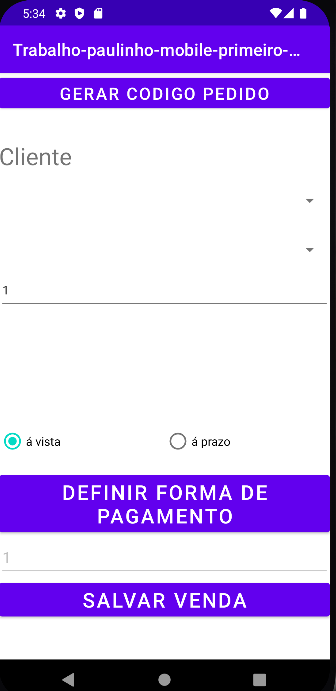 5:34
Trabalho-paulinho-mobile-primeiro-...
GERAR CODIGO PEDIDO
Cliente
1
á vista
á prazo
DEFINIR FORMA DE
PAGAMENTO
1
SALVAR VENDA